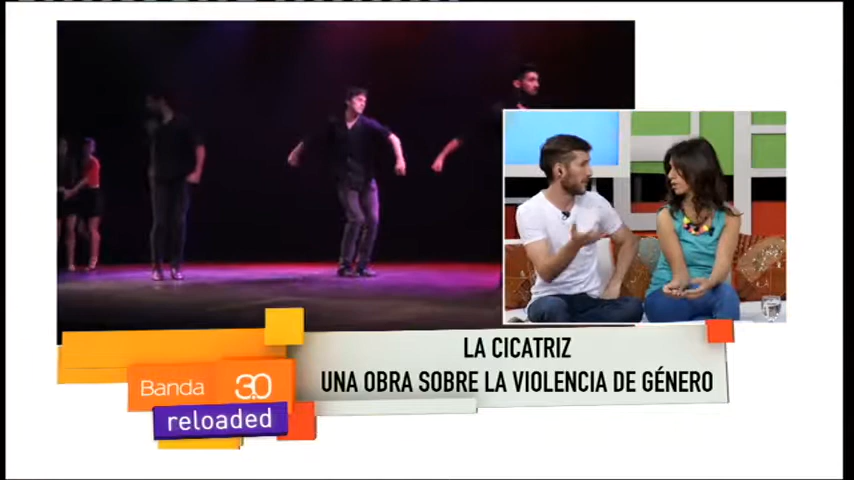 LA CICATRIZ
UNA OBRA SOBRE LA VIOLENCIA DE GÉNERO
Banda 3.0
reloaded